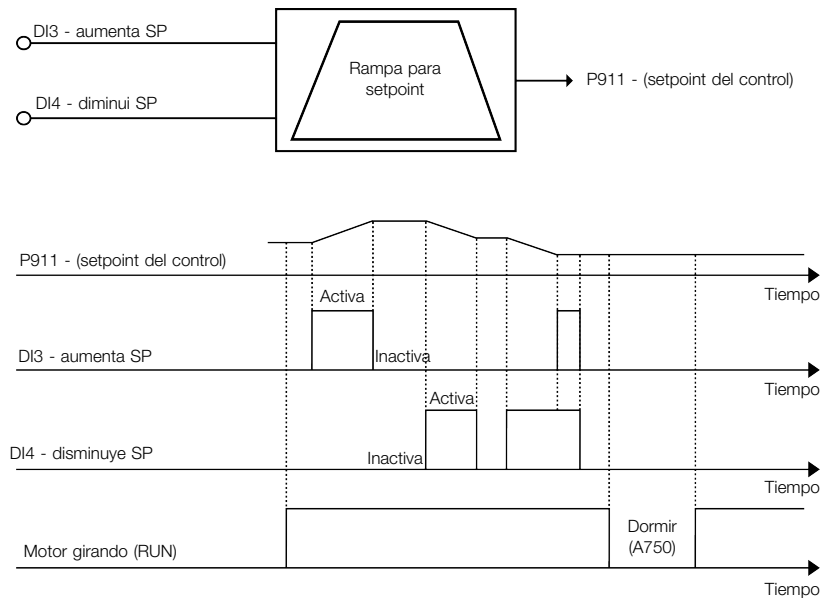 DI3 - aumenta SP
DI4 - diminui SP
Rampa para
setpoint
P911 - (setpoint del control)
P911 - (setpoint del control)
Tiempo
Activa
DI3 - aumenta SP
Inactiva
Tiempo
Activa
DI4 - disminuye SP
Inactiva
Tiempo
Motor girando (RUN)
Dormir
(A750)
Tiempo